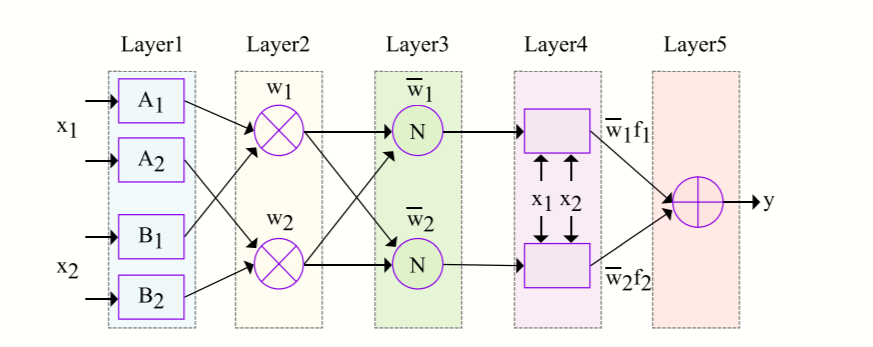 Layer1 Layer2 Layer3 Layer4 Layer5
x₁ A₁ w₁ w̅₁ N w̅₁f₁
A₂
x₁ x₂ y
B₁ w₂ w̅₂
x₂ N w̅₂f₂
B₂